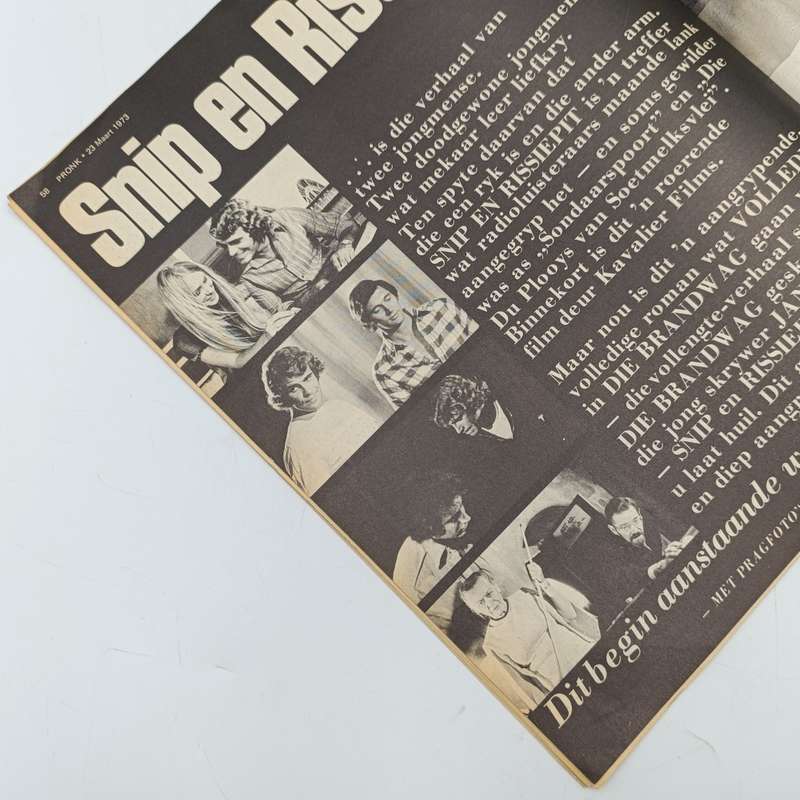 58 PRONK • 23 Maart 1973
Snip en Ris
. . . is die verhaal van
twee jongmense.
Twee doodgewone jongmen
wat mekaar leer liefkry.
Ten spyte daarvan dat
die een ryk is en die ander arm.
SNIP EN RISSIEPIT is 'n treffer
wat radioluisteraars maande lank
aangegryp het — en soms gewilder
was as „Sondaarspoort” en „Die
Du Plooys van Soetmelksvlei”.
Binnekort is dit 'n roerende
film deur Kavalier Films.
Maar nou is dit 'n aangrypende,
volledige roman wat VOLLED
in DIE BRANDWAG gaan
— die vollengte-verhaal s
DIE BRANDWAG gesk
die jong skrywer JAN
— SNIP en RISSIEP
u laat huil. Dit
en diep aangr
Dit begin aanstaande w
— MET PRAGFOTO'